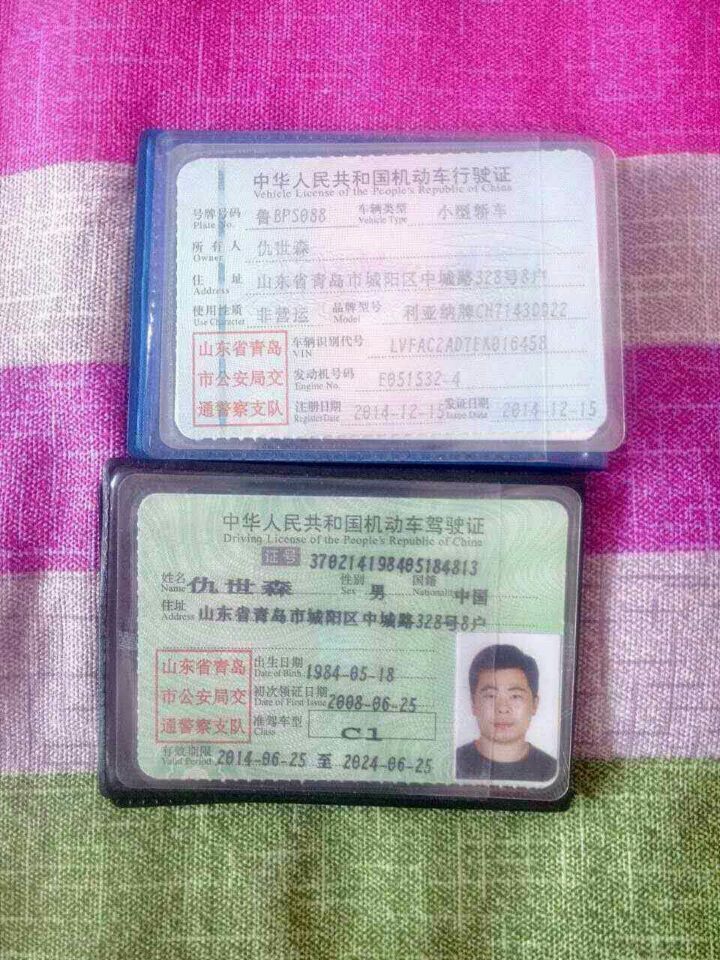 中华人民共和国机动车行驶证
Vehicle License of the People's Republic of China
号牌号码 鲁BPS088 车辆类型 小型轿车
Plate No. Vehicle Type
所有人 仇世森
Owner
住址 山东省青岛市城阳区中城路328号8户
Address
使用性质 非营运 品牌型号 利亚纳牌
Use Character Model
山东省青岛
市公安局交
通警察支队
车辆识别代号
VIN
发动机号码 E051532-4
Engine No.
注册日期 2014-12-15 发证日期 2014-12-15
Register Date Issue Date
中华人民共和国机动车驾驶证
Driving License of the People's Republic of China
证号 370214198405184813
姓名 仇世森 性别 男 国籍 中国
Name Sex Nationality
住址 山东省青岛市城阳区中城路328号8户
Address
山东省青岛
市公安局交
通警察支队
出生日期 1984-05-18
Date of Birth
初次领证日期 2008-06-25
Date of First Issue
准驾车型 C1
Class
有效期限 2014-06-25 至 2024-06-25
Valid Period